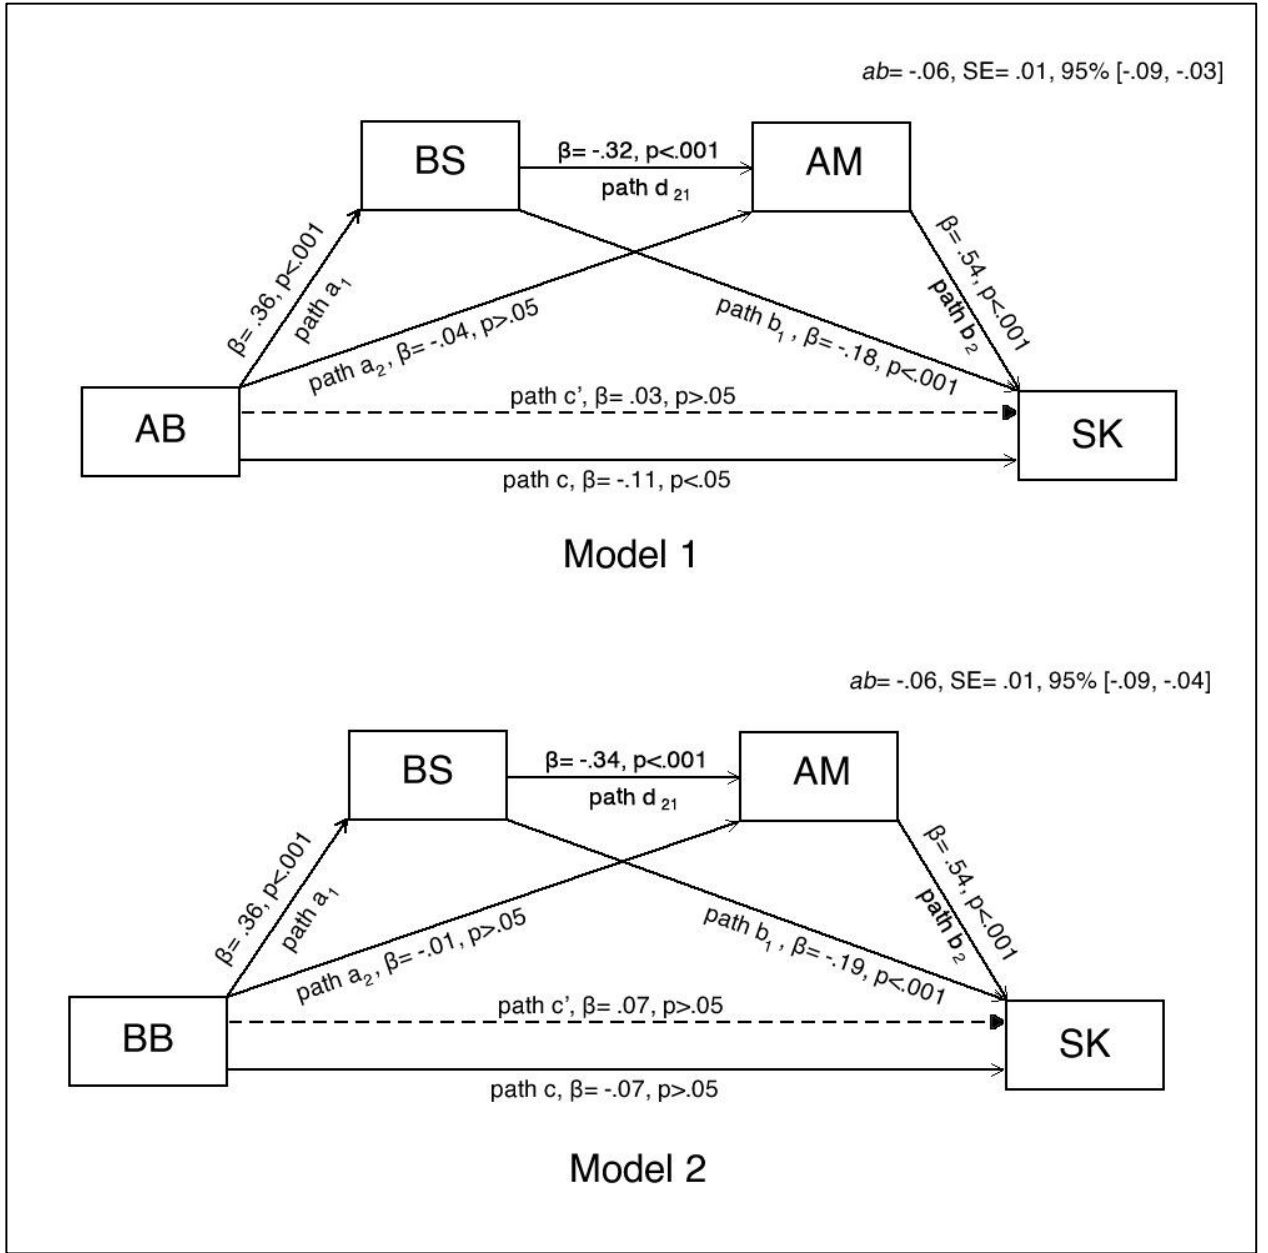 ab= -.06, SE= .01, 95% [-.09, -.03]
BS
β= -.32, p<.001
path d 21
AM
β= .36, p<.001
path a1
β= .54, p<.001
path b 2
path a2, β= -.04, p>.05
path b1 , β= -.18, p<.001
AB
path c’, β= .03, p>.05
SK
path c, β= -.11, p<.05
Model 1
ab= -.06, SE= .01, 95% [-.09, -.04]
BS
β= -.34, p<.001
path d 21
AM
β= .36, p<.001
path a1
β= .54, p<.001
path b 2
path a2, β= -.01, p>.05
path b1 , β= -.19, p<.001
BB
path c’, β= .07, p>.05
SK
path c, β= -.07, p>.05
Model 2